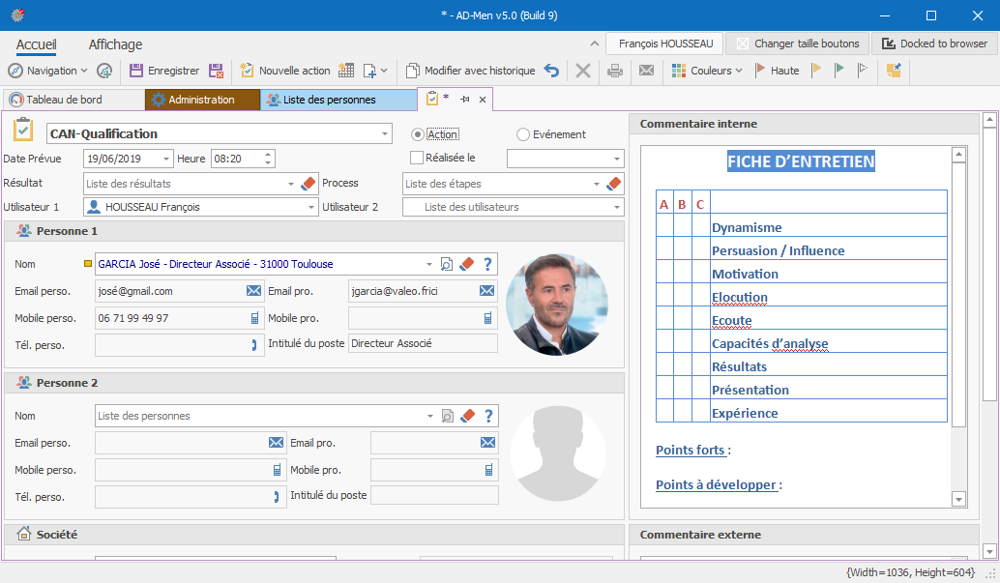 * - AD-Men v5.0 (Build 9)
Accueil Affichage François HOUSSEAU Changer taille boutons Docked to browser
Navigation Enregistrer Nouvelle action Modifier avec historique Couleurs Haute
Tableau de bord Administration Liste des personnes *
CAN-Qualification Action Evénement
Date Prévue 19/06/2019 Heure 08:20 Réalisée le
Résultat Liste des résultats Process Liste des étapes
Utilisateur 1 HOUSSEAU François Utilisateur 2 Liste des utilisateurs
Personne 1
Nom GARCIA José - Directeur Associé - 31000 Toulouse ?
Email perso. josé@gmail.com Email pro. jgarcia@valeo.frici
Mobile perso. 06 71 99 49 97 Mobile pro.
Tél. perso. Intitulé du poste Directeur Associé
Personne 2
Nom Liste des personnes ?
Email perso. Email pro.
Mobile perso. Mobile pro.
Tél. perso. Intitulé du poste
Société
Commentaire interne
FICHE D’ENTRETIEN
A B C
Dynamisme
Persuasion / Influence
Motivation
Elocution
Ecoute
Capacités d’analyse
Résultats
Présentation
Expérience
Points forts :
Points à développer :
Commentaire externe
{Width=1036, Height=604}